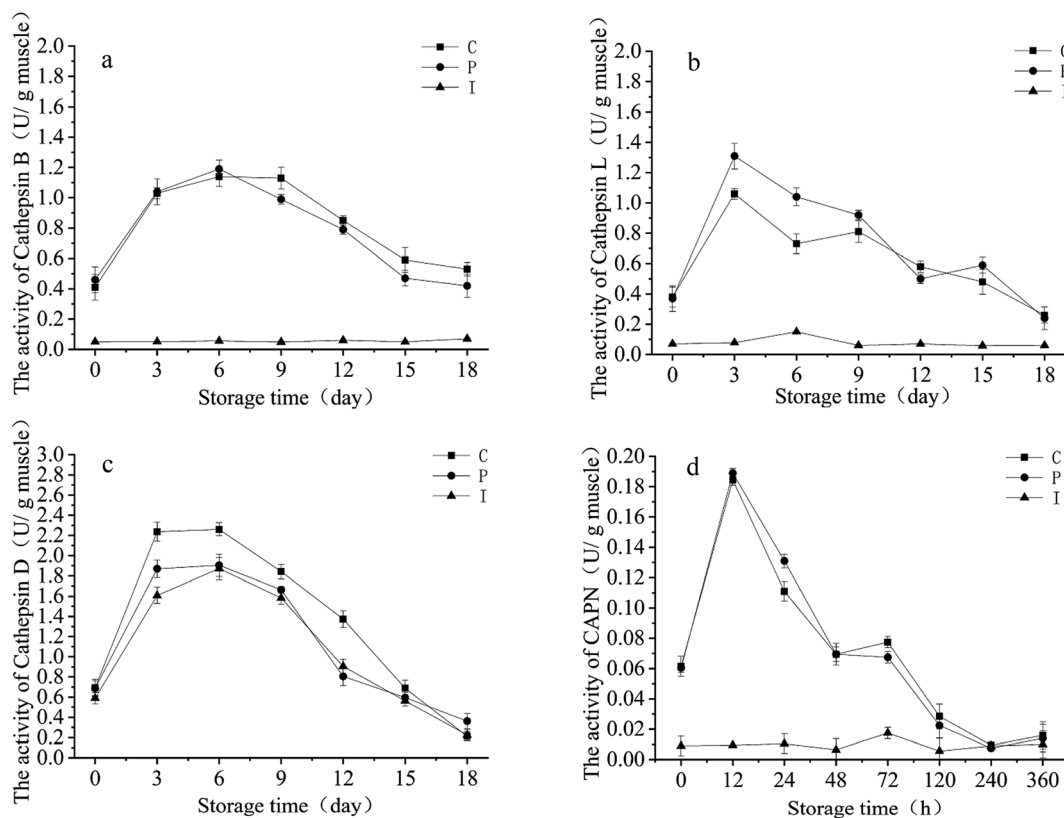 a
C
P
I
The activity of Cathepsin B（U/ g muscle）
2.0
1.8
1.6
1.4
1.2
1.0
0.8
0.6
0.4
0.2
0.0
0 3 6 9 12 15 18
Storage time（day）
b
I
The activity of Cathepsin L（U/ g muscle）
2.0
1.8
1.6
1.4
1.2
1.0
0.8
0.6
0.4
0.2
0.0
0 3 6 9 12 15 18
Storage time（day）
c
C
P
I
The activity of Cathepsin D（U/ g muscle）
3.0
2.8
2.6
2.4
2.2
2.0
1.8
1.6
1.4
1.2
1.0
0.8
0.6
0.4
0.2
0.0
0 3 6 9 12 15 18
Storage time（day）
d
C
P
I
The activity of CAPN（U/ g muscle）
0.20
0.18
0.16
0.14
0.12
0.10
0.08
0.06
0.04
0.02
0.00
0 12 24 48 72 120 240 360
Storage time（h）